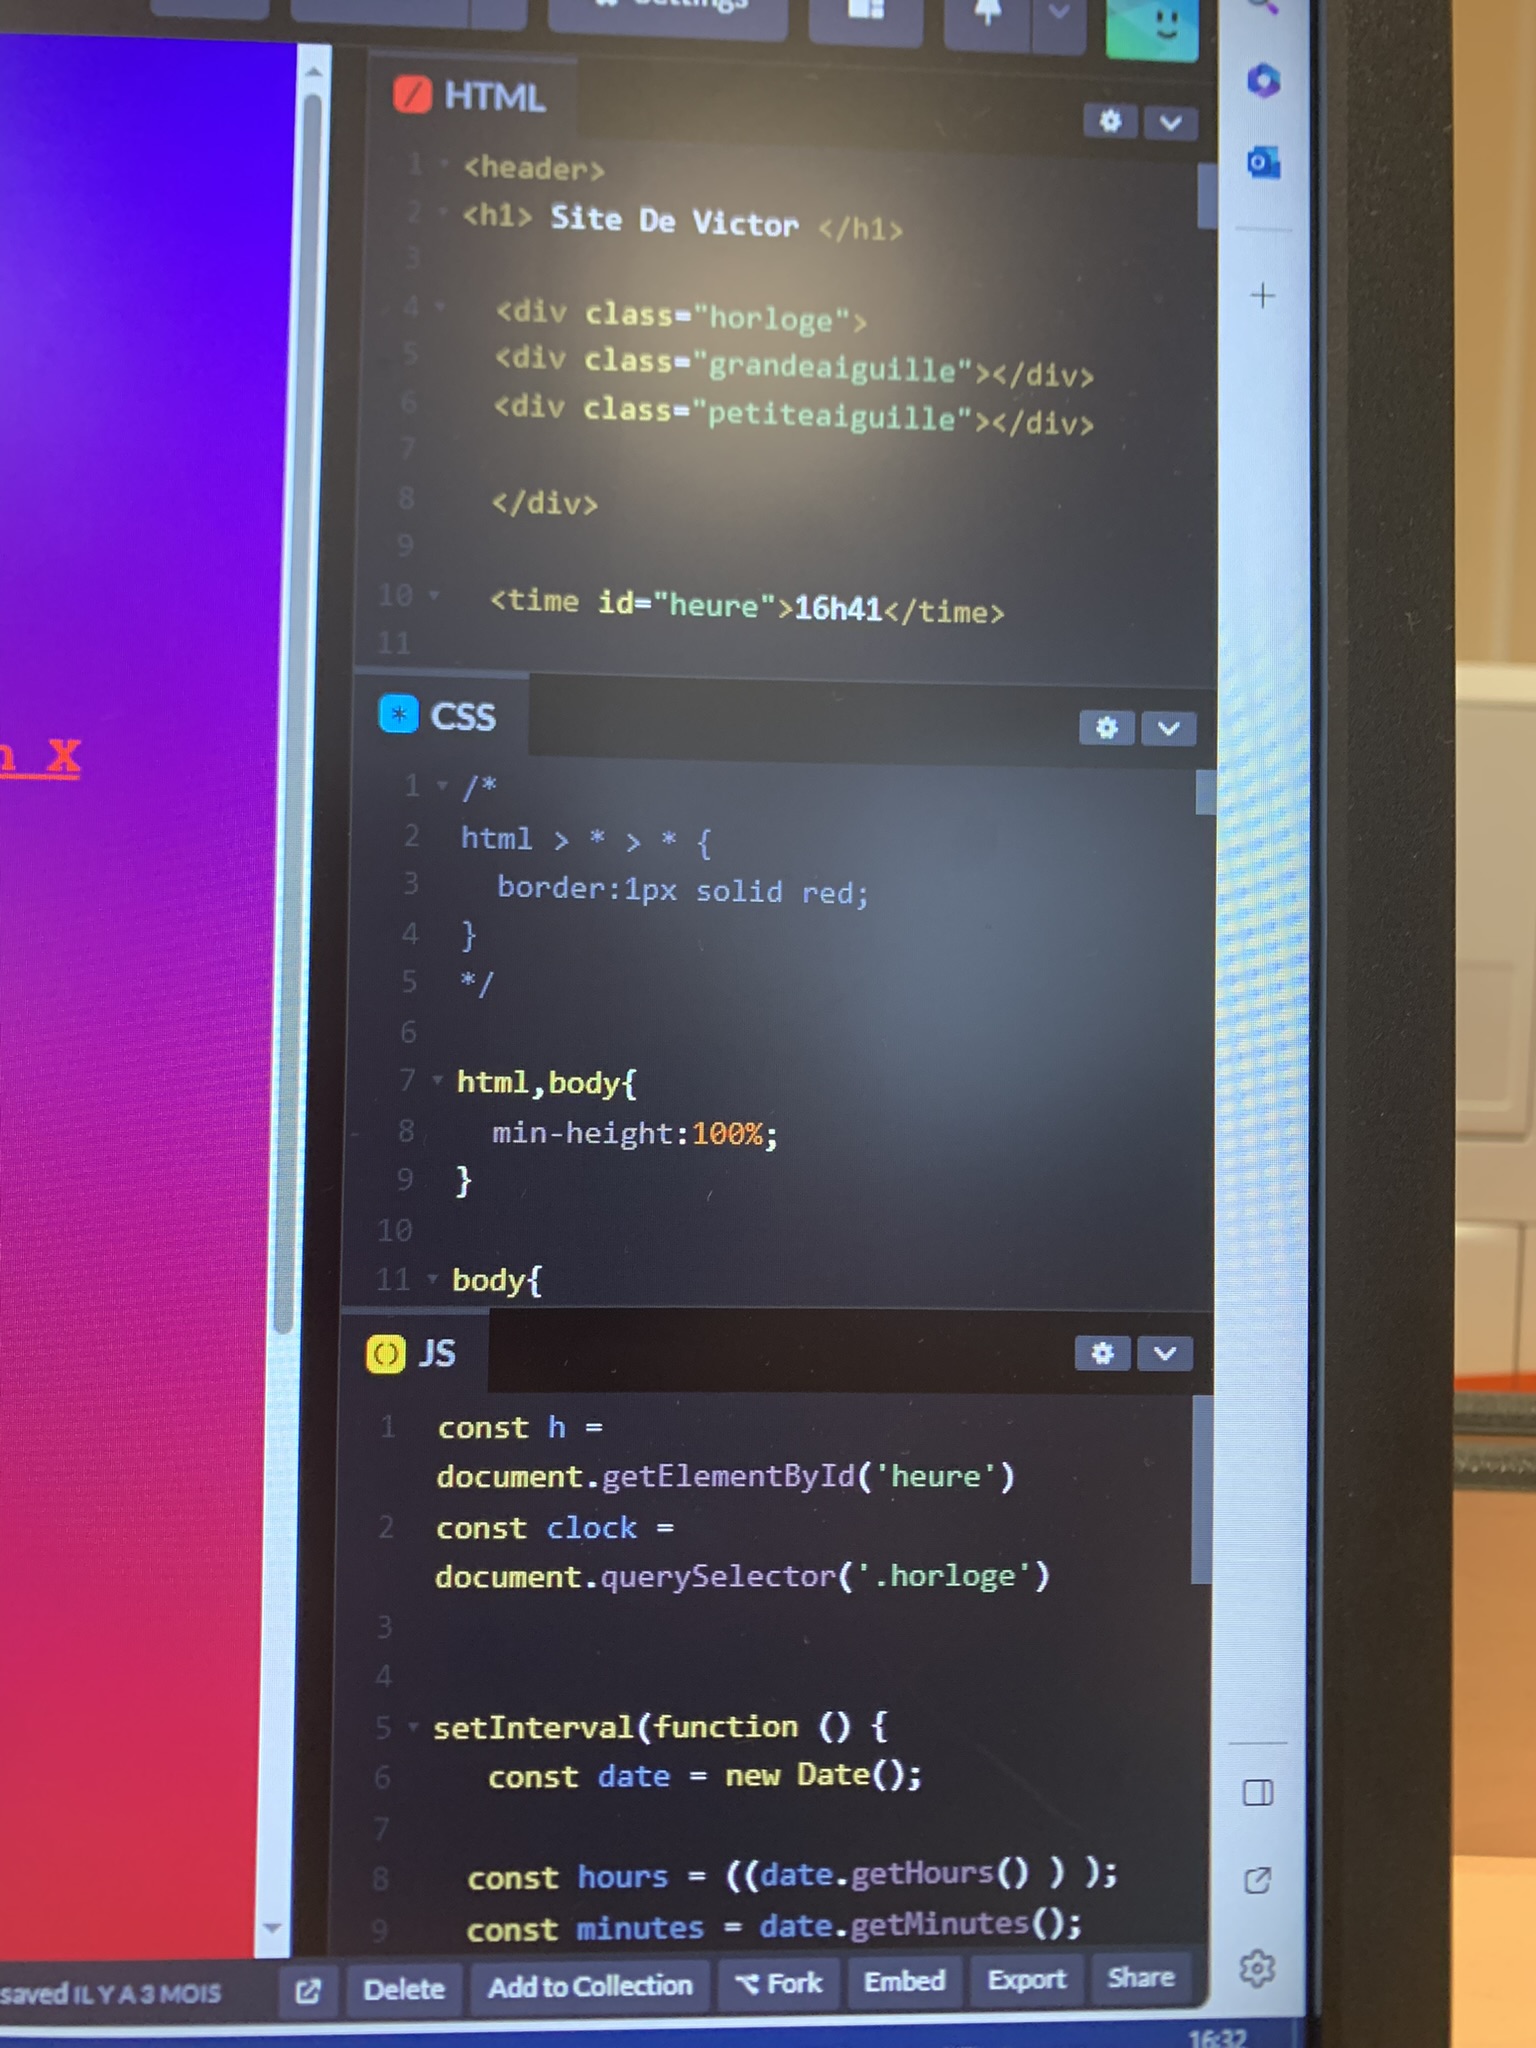 Settings
HTML
1 <header>
2 <h1> Site De Victor </h1>
3
4 <div class="horloge">
5 <div class="grandeaiguille"></div>
6 <div class="petiteaiguille"></div>
7
8 </div>
9
10 <time id="heure">16h41</time>
11
X
CSS
1 /*
2 html > * > * {
3 border:1px solid red;
4 }
5 */
6
7 html,body{
8 min-height:100%;
9 }
10
11 body{
JS
1 const h =
document.getElementById('heure')
2 const clock =
document.querySelector('.horloge')
3
4
5 setInterval(function () {
6 const date = new Date();
7
8 const hours = ((date.getHours() ) );
9 const minutes = date.getMinutes();
saved IL Y A 3 MOIS
Delete
Add to Collection
Fork
Embed
Export
Share
16:32